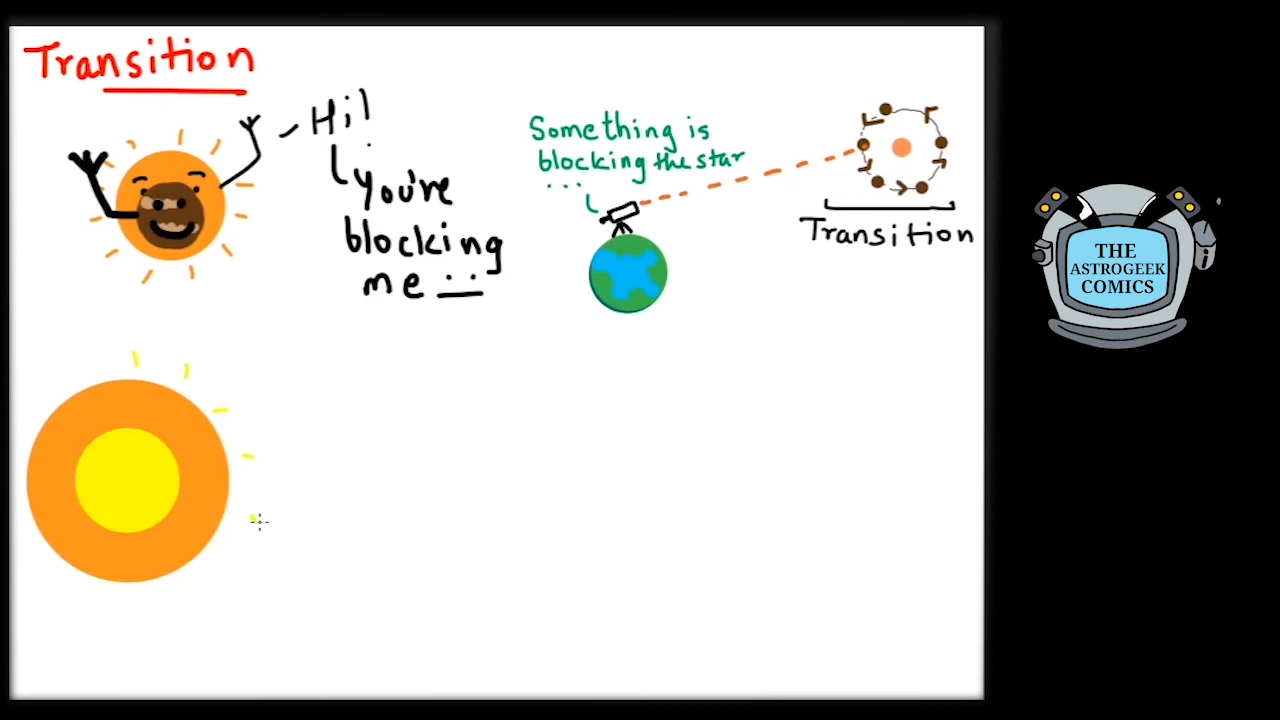 Transition
Hi!
You're
blocking
me
Something is
blocking the star
...
Transition
THE
ASTROGEEK
COMICS